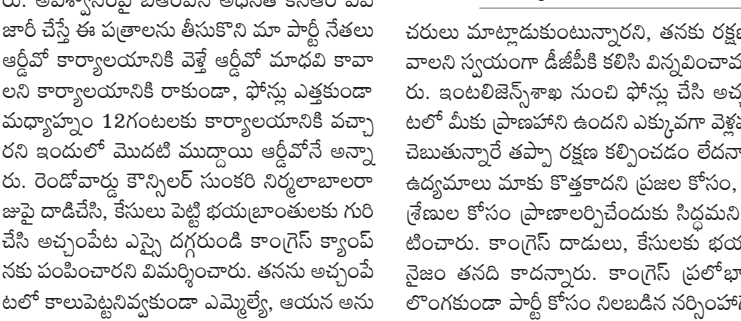 రు. అవిశ్వాసంపై
జారీ చేస్తే ఈ పత్రాలను తీసుకొని మా పార్టీ నేతలు
ఆర్డీవో కార్యాలయానికి వెళ్తే ఆర్డీవో మాధవి కావా
లని కార్యాలయానికి రాకుండా, ఫోన్లు ఎత్తకుండా
మధ్యాహ్నం 12గంటలకు కార్యాలయానికి వచ్చా
రని ఇందులో మొదటి ముద్దాయి ఆర్డీవోనే అన్నా
రు. రెండోవార్డు కౌన్సిలర్ సుంకరి నిర్మలాబాలరా
జుపై దాడిచేసి, కేసులు పెట్టి భయభ్రాంతులకు గురి
చేసి అచ్చంపేట ఎస్సై దగ్గరుండి కాంగ్రెస్ క్యాంప్
నకు పంపించారని విమర్శించారు. తనను అచ్చంపే
టలో కాలుపెట్టనివ్వకుండా ఎమ్మెల్యే, ఆయన అను
చరులు మాట్లాడుకుంటున్నారని, తనకు రక్షణ
వాలని స్వయంగా డీజీపీకి కలిసి విన్నవించామ
రు. ఇంటలిజెన్స్‌శాఖ నుంచి ఫోన్లు చేసి అచ్చ
టలో మీకు ప్రాణహాని ఉందని ఎక్కువగా వెళ్లవ
చెబుతున్నారే తప్పా రక్షణ కల్పించడం లేదనా
ఉద్యమాలు మాకు కొత్తకాదని ప్రజల కోసం,
శ్రేణుల కోసం ప్రాణాలర్పిచేందుకు సిద్ధమని
టించారు. కాంగ్రెస్ దాడులు, కేసులకు భయ
నైజం తనది కాదన్నారు. కాంగ్రెస్ ప్రలోభా
లొంగకుండా పార్టీ కోసం నిలబడిన నర్సింహా